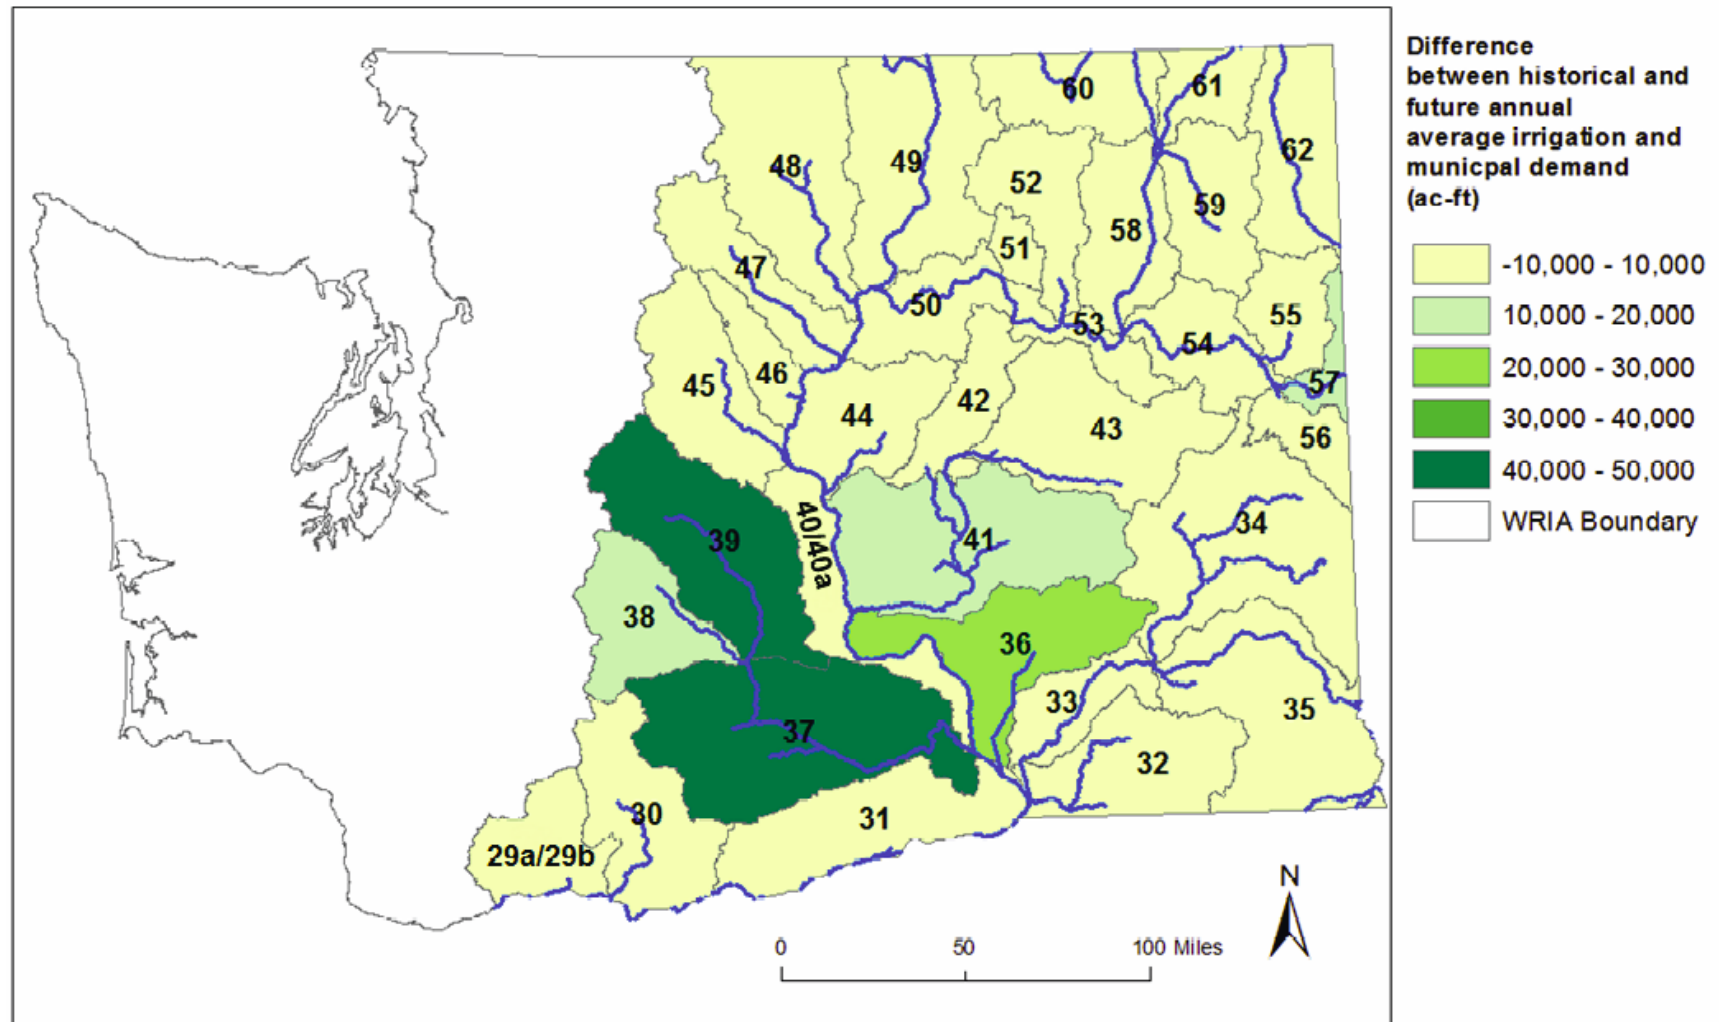 Difference
between historical and
future annual
average irrigation and
municpal demand
(ac-ft)
-10,000 - 10,000
10,000 - 20,000
20,000 - 30,000
30,000 - 40,000
40,000 - 50,000
WRIA Boundary
60
61
48
49
62
52
59
58
51
47
50
55
53
54
46
45
57
42
44
43
56
40/40a
34
39
41
38
36
33
35
37
32
30
31
29a/29b
N
0 50 100 Miles